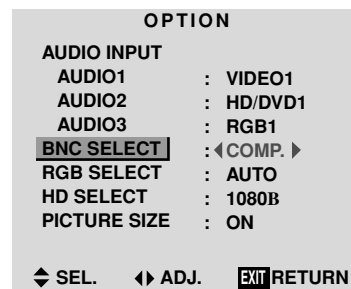 OPTION
AUDIO INPUT
AUDIO1 : VIDEO1
AUDIO2 : HD/DVD1
AUDIO3 : RGB1
BNC SELECT : ◀ COMP. ▶
RGB SELECT : AUTO
HD SELECT : 1080B
PICTURE SIZE : ON
SEL. ADJ. EXIT RETURN